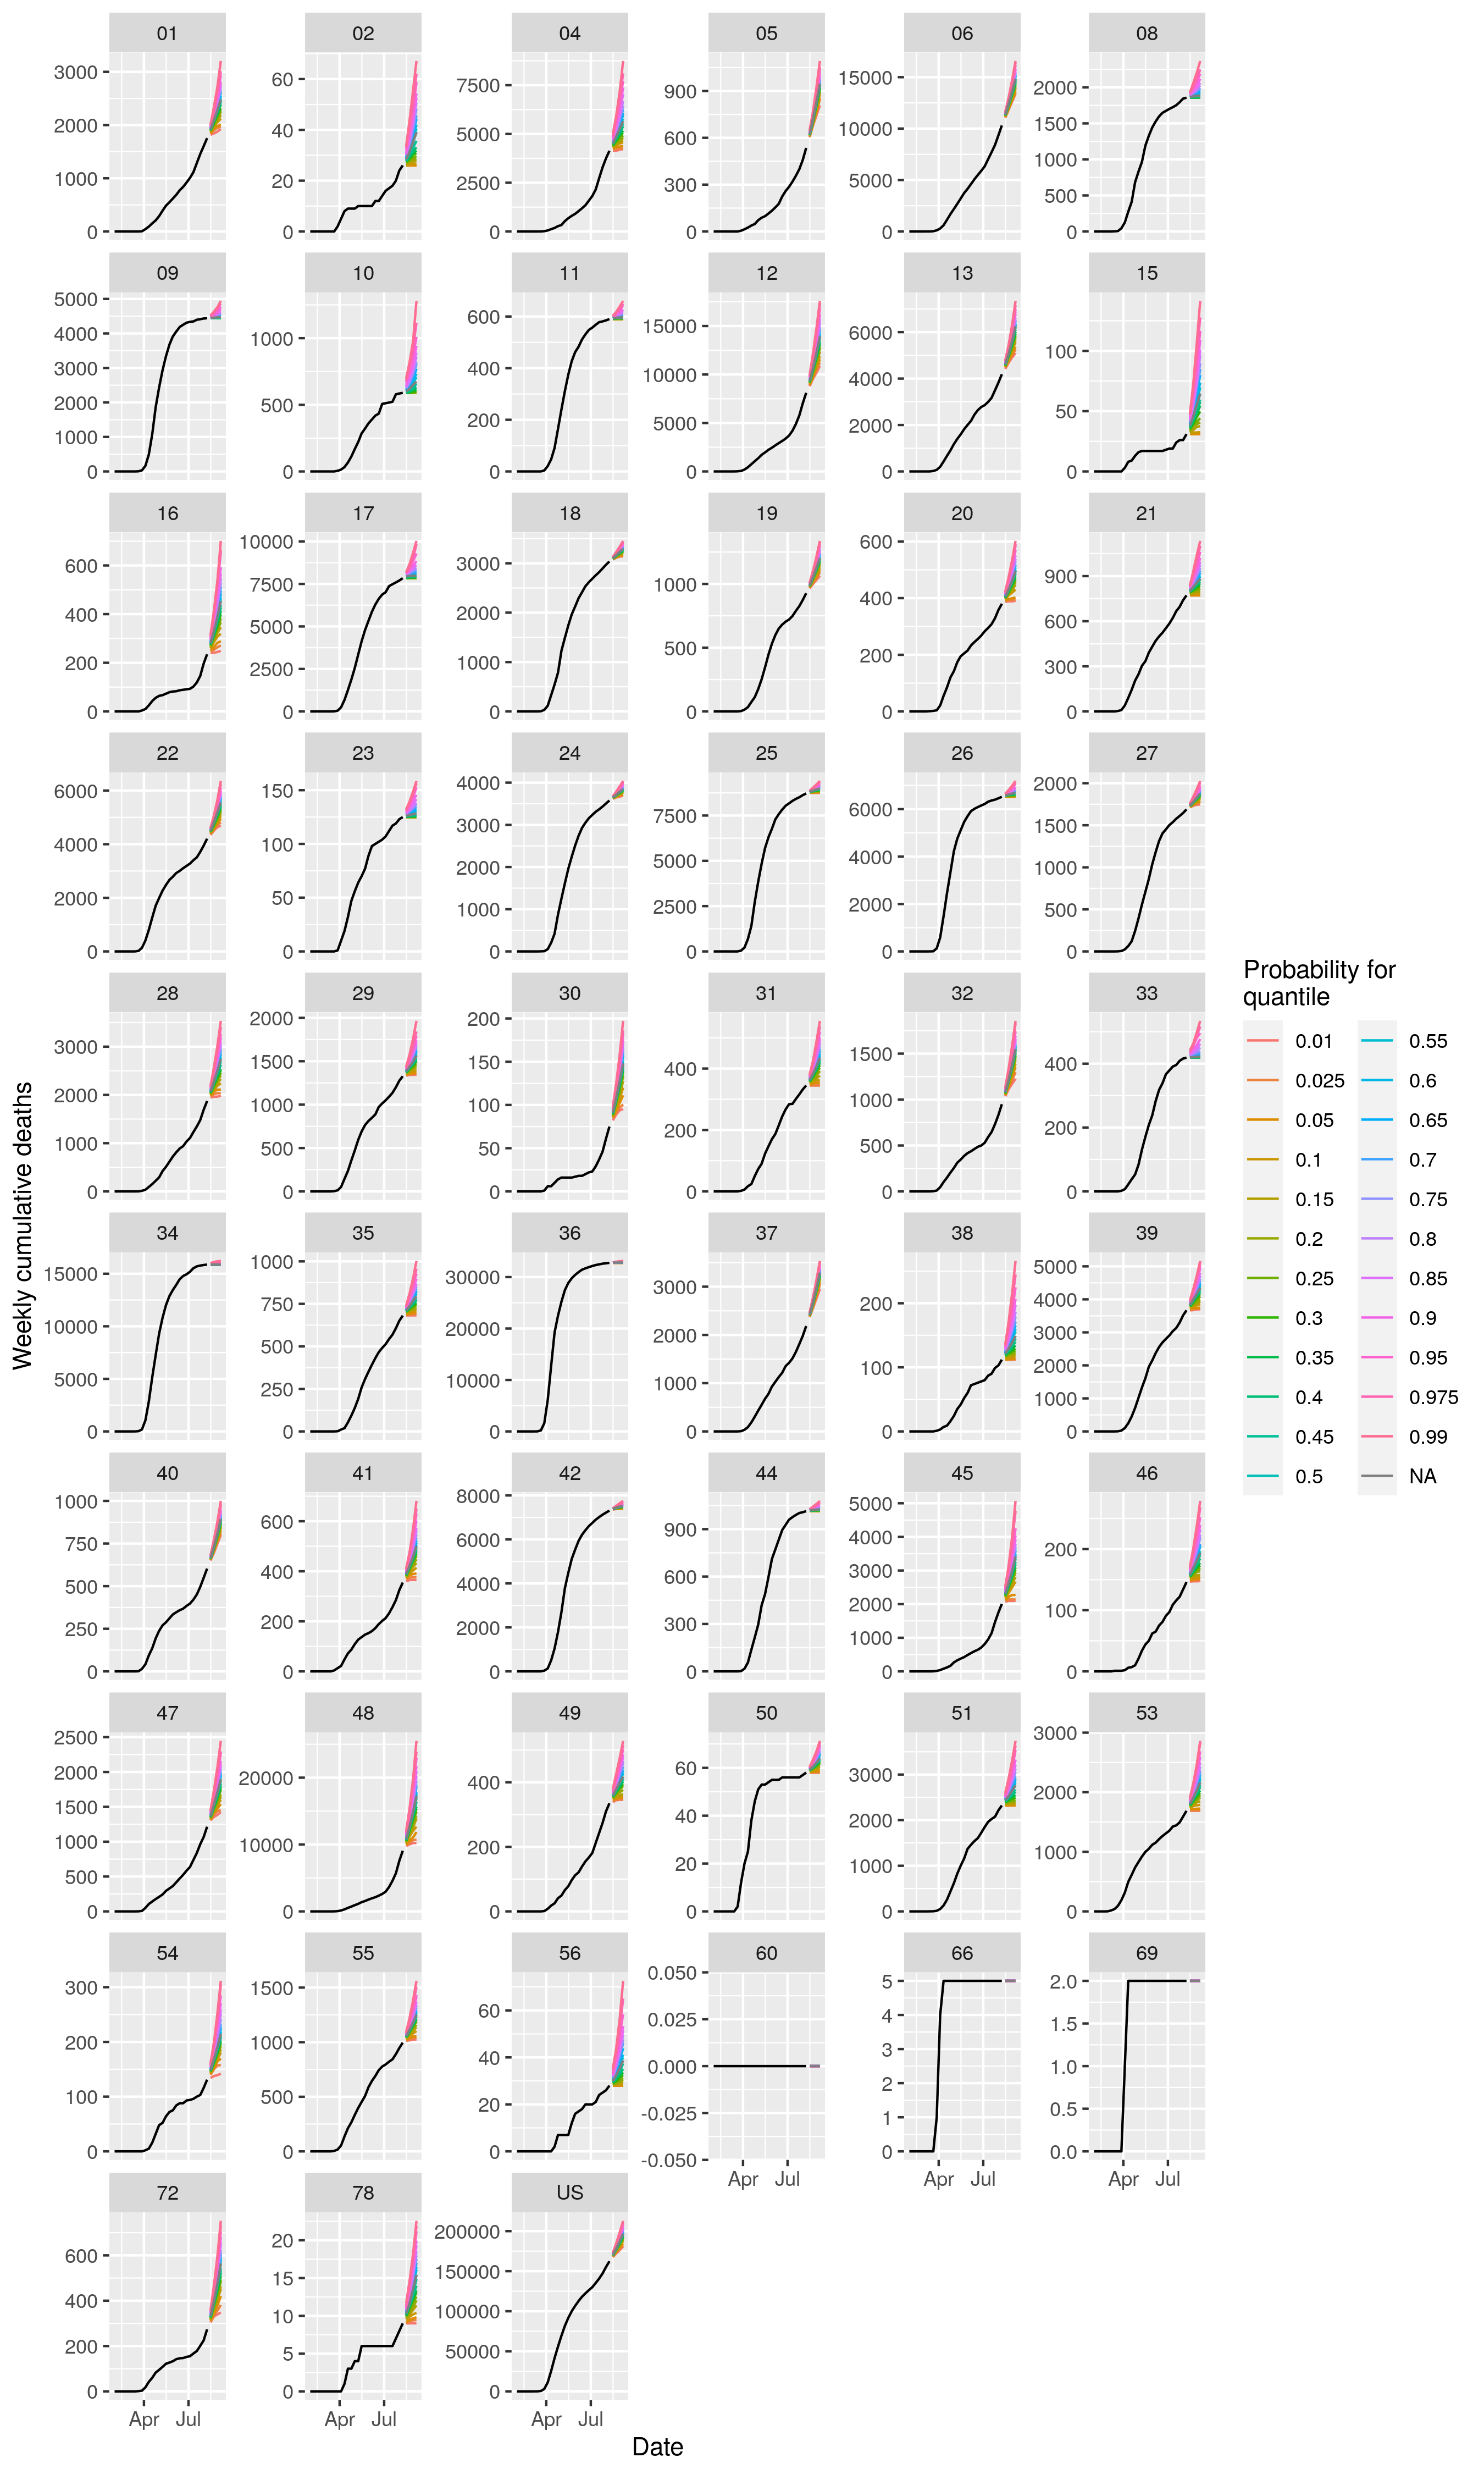 01 02 04 05 06 08
3000 2000 1000 0
60 40 20 0
7500 5000 2500 0
900 600 300 0
15000 10000 5000 0
2000 1500 1000 500 0
09 10 11 12 13 15
5000 4000 3000 2000 1000 0
1000 500 0
600 400 200 0
15000 10000 5000 0
6000 4000 2000 0
100 50 0
16 17 18 19 20 21
600 400 200 0
10000 7500 5000 2500 0
3000 2000 1000 0
1000 500 0
600 400 200 0
900 600 300 0
22 23 24 25 26 27
6000 4000 2000 0
150 100 50 0
4000 3000 2000 1000 0
7500 5000 2500 0
6000 4000 2000 0
2000 1500 1000 500 0
28 29 30 31 32 33
3000 2000 1000 0
2000 1500 1000 500 0
200 150 100 50 0
400 200 0
1500 1000 500 0
400 200 0
34 35 36 37 38 39
15000 10000 5000 0
1000 750 500 250 0
30000 20000 10000 0
3000 2000 1000 0
200 100 0
5000 4000 3000 2000 1000 0
40 41 42 44 45 46
1000 750 500 250 0
600 400 200 0
8000 6000 4000 2000 0
900 600 300 0
5000 4000 3000 2000 1000 0
200 100 0
47 48 49 50 51 53
2500 2000 1500 1000 500 0
20000 10000 0
400 200 0
60 40 20 0
3000 2000 1000 0
3000 2000 1000 0
54 55 56 60 66 69
300 200 100 0
1500 1000 500 0
60 40 20 0
0.050 0.025 0.000 -0.025 -0.050
5 4 3 2 1 0
2.0 1.5 1.0 0.5 0.0
Apr Jul Apr Jul Apr Jul
72 78 US
600 400 200 0
20 15 10 5 0
200000 150000 100000 50000 0
Apr Jul Apr Jul Apr Jul
Date
Weekly cumulative deaths
Probability for
quantile
0.01 0.55
0.025 0.6
0.05 0.65
0.1 0.7
0.15 0.75
0.2 0.8
0.25 0.85
0.3 0.9
0.35 0.95
0.4 0.975
0.45 0.99
0.5 NA